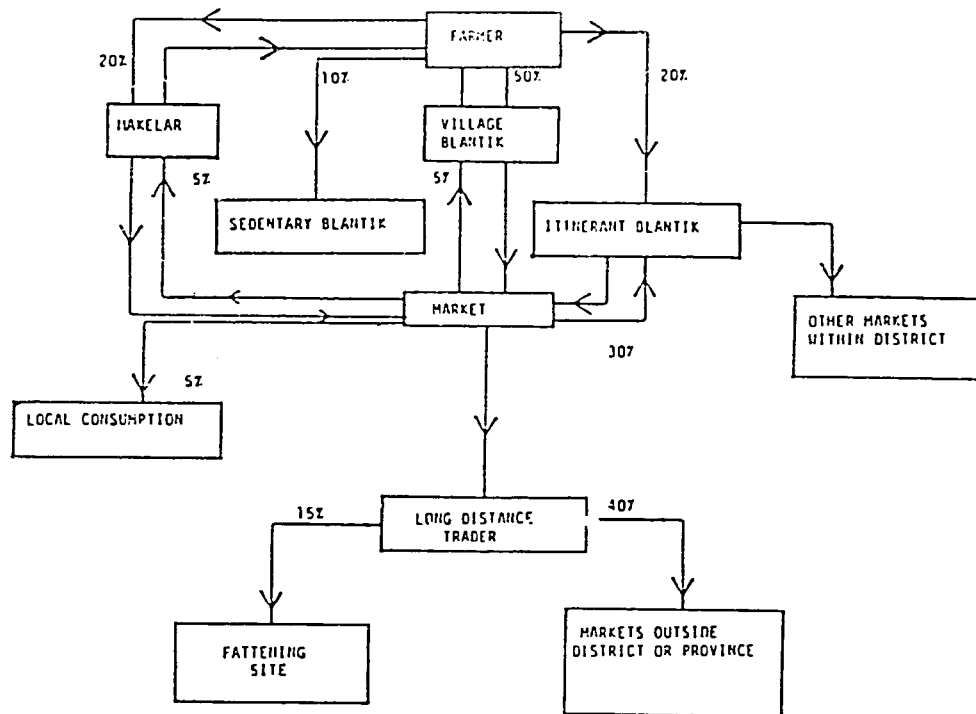 FARMER
20%
10%
50%
20%
MAKELAR
VILLAGE
BLANTIK
5%
5%
SEDENTARY BLANTIK
ITINERANT BLANTIK
MARKET
OTHER MARKETS
WITHIN DISTRICT
30%
5%
LOCAL CONSUMPTION
15%
LONG DISTANCE
TRADER
40%
FATTENING
SITE
MARKETS OUTSIDE
DISTRICT OR PROVINCE